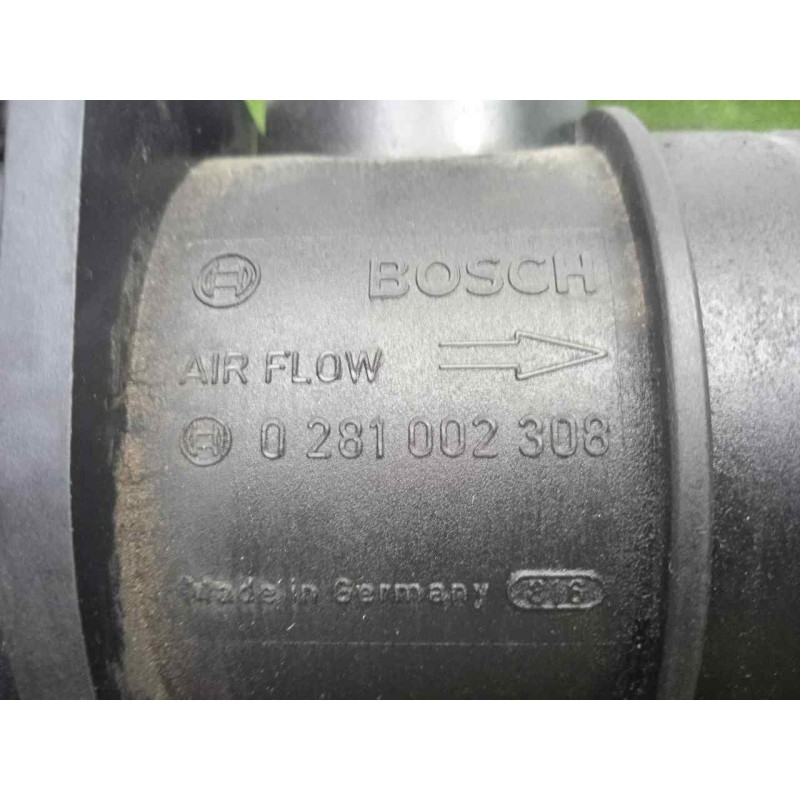 BOSCH
AIR FLOW
0 281 002 308
Made in Germany